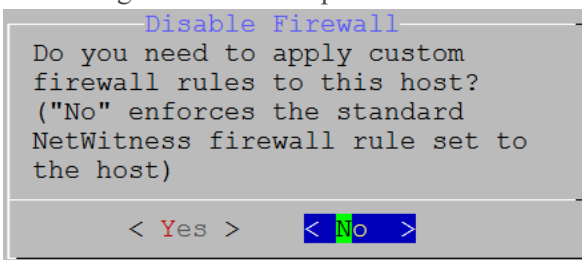 Disable Firewall
Do you need to apply custom
firewall rules to this host?
("No" enforces the standard
NetWitness firewall rule set to
the host)
< Yes > < No >